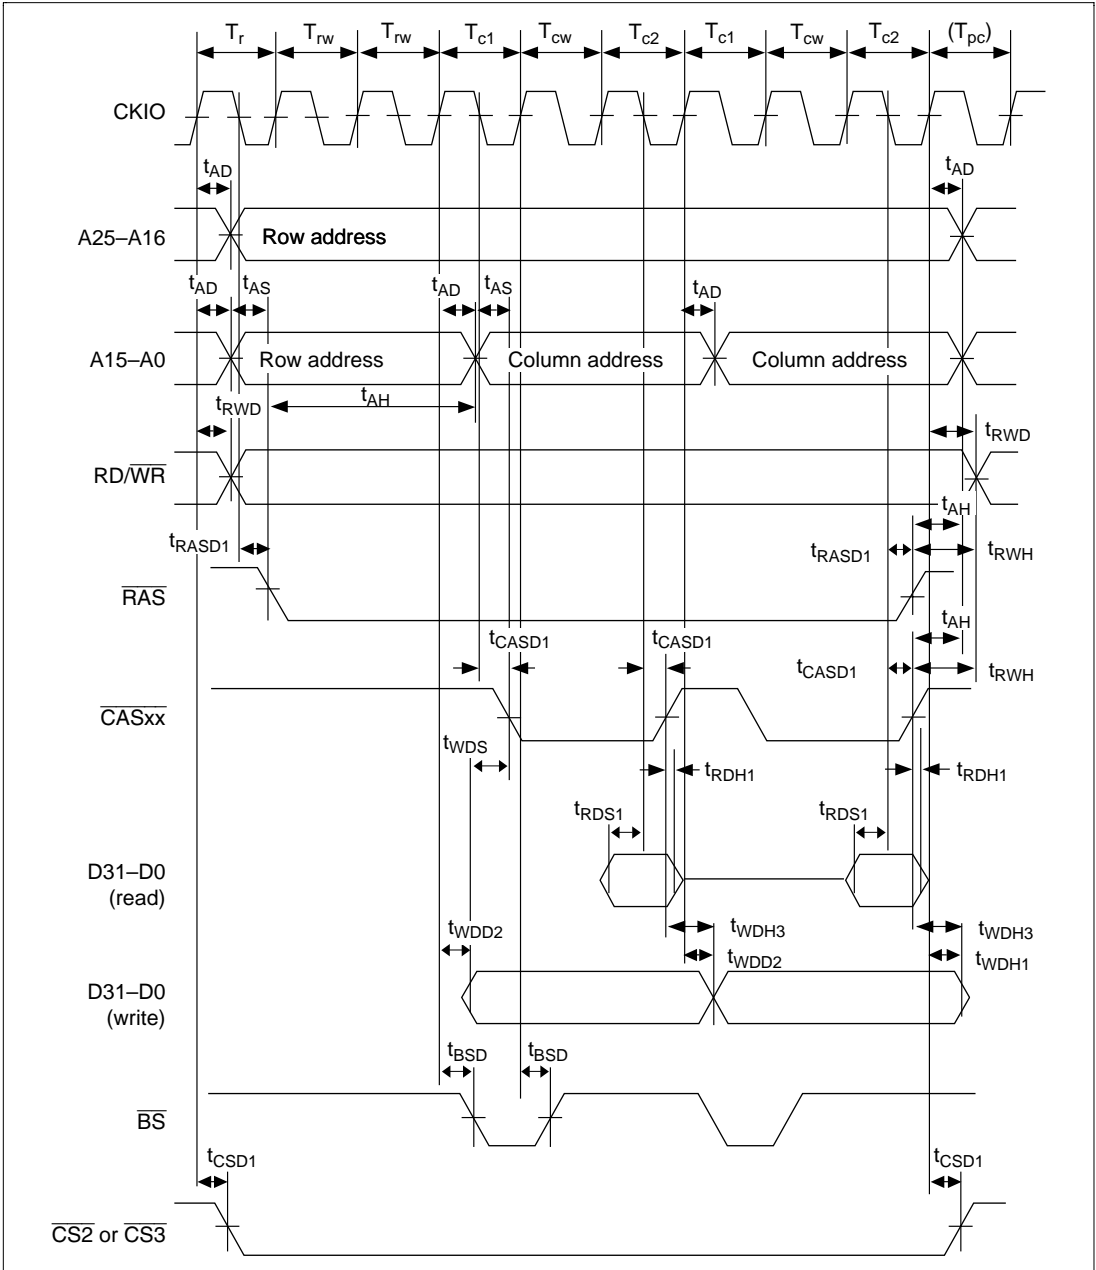 Tr Trw Trw Tc1 Tcw Tc2 Tc1 Tcw Tc2 (Tpc)
CKIO
tAD tAD
A25–A16 Row address
tAD tAS tAD tAS tAD
A15–A0 Row address Column address Column address
tAH
tRWD tRWD
RD/WR
tAH
tRASD1 tRASD1 tRWH
RAS
tAH
tCASD1 tCASD1 tCASD1 tRWH
CASxx
tWDS tRDH1 tRDH1
tRDS1 tRDS1
D31–D0
(read)
tWDD2 tWDH3 tWDH3
tWDD2 tWDH1
D31–D0
(write)
tBSD tBSD
BS
tCSD1 tCSD1
CS2 or CS3